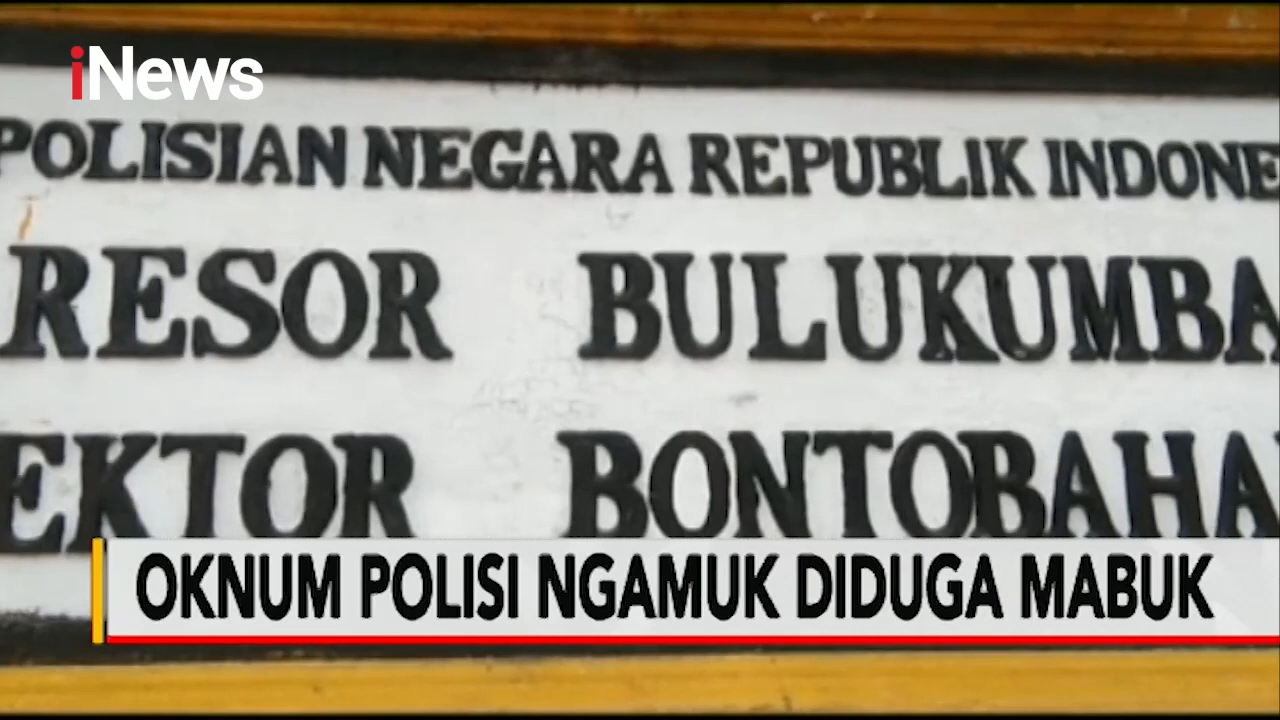 iNews
POLISIAN NEGARA REPUBLIK INDONE
RESOR BULUKUMBA
EKTOR BONTOBAHA
OKNUM POLISI NGAMUK DIDUGA MABUK